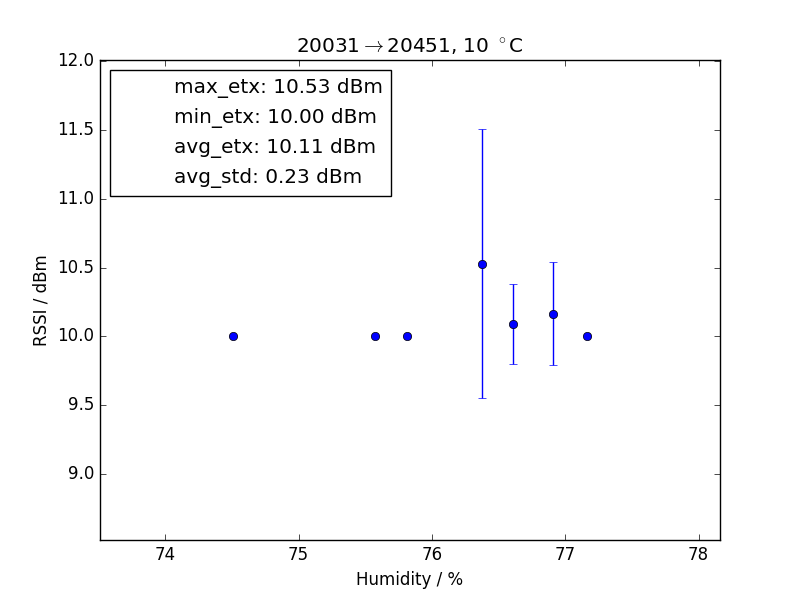 20031→20451, 10 °C
max_etx: 10.53 dBm
min_etx: 10.00 dBm
avg_etx: 10.11 dBm
avg_std: 0.23 dBm
RSSI / dBm
12.0
11.5
11.0
10.5
10.0
9.5
9.0
74 75 76 77 78
Humidity / %